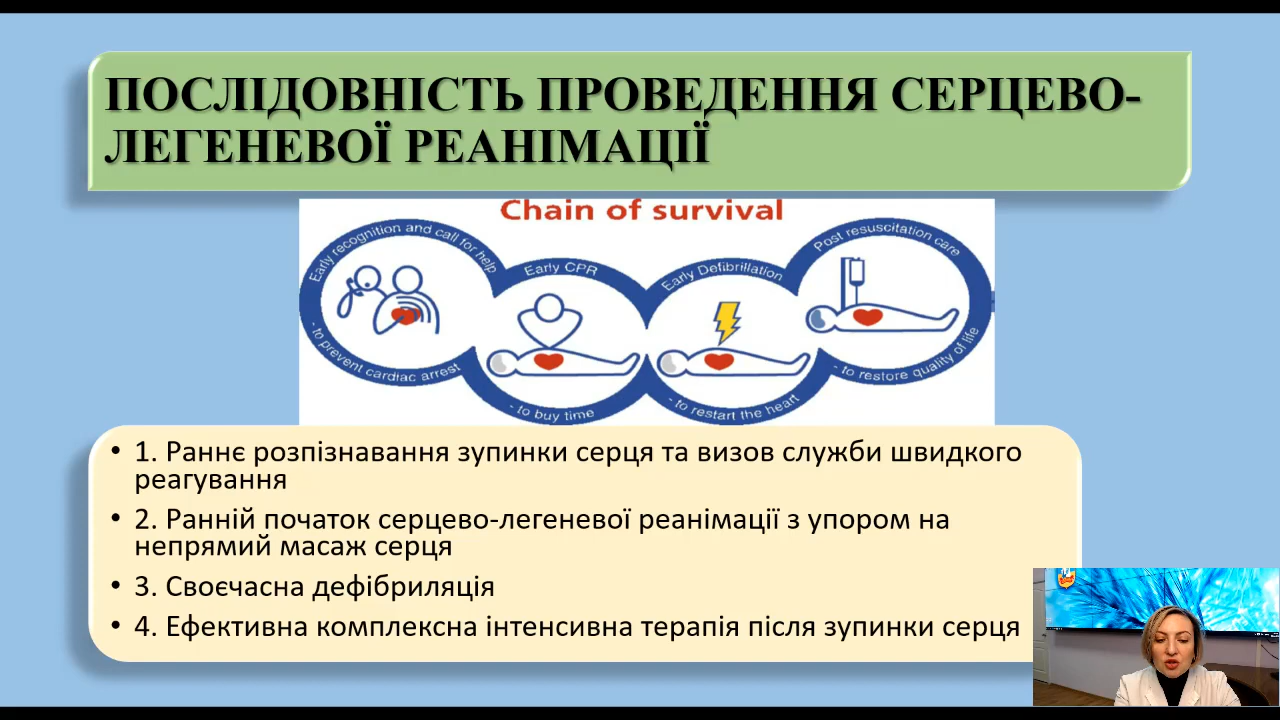 ПОСЛІДОВНІСТЬ ПРОВЕДЕННЯ СЕРЦЕВО-
ЛЕГЕНЕВОЇ РЕАНІМАЦІЇ
Chain of survival
Early recognition and call for help
- to prevent cardiac arrest
Early CPR
- to buy time
Early Defibrillation
- to restart the heart
Post resuscitation care
- to restore quality of life
• 1. Раннє розпізнавання зупинки серця та визов служби швидкого
реагування
• 2. Ранній початок серцево-легеневої реанімації з упором на
непрямий масаж серця
• 3. Своєчасна дефібриляція
• 4. Ефективна комплексна інтенсивна терапія після зупинки серця